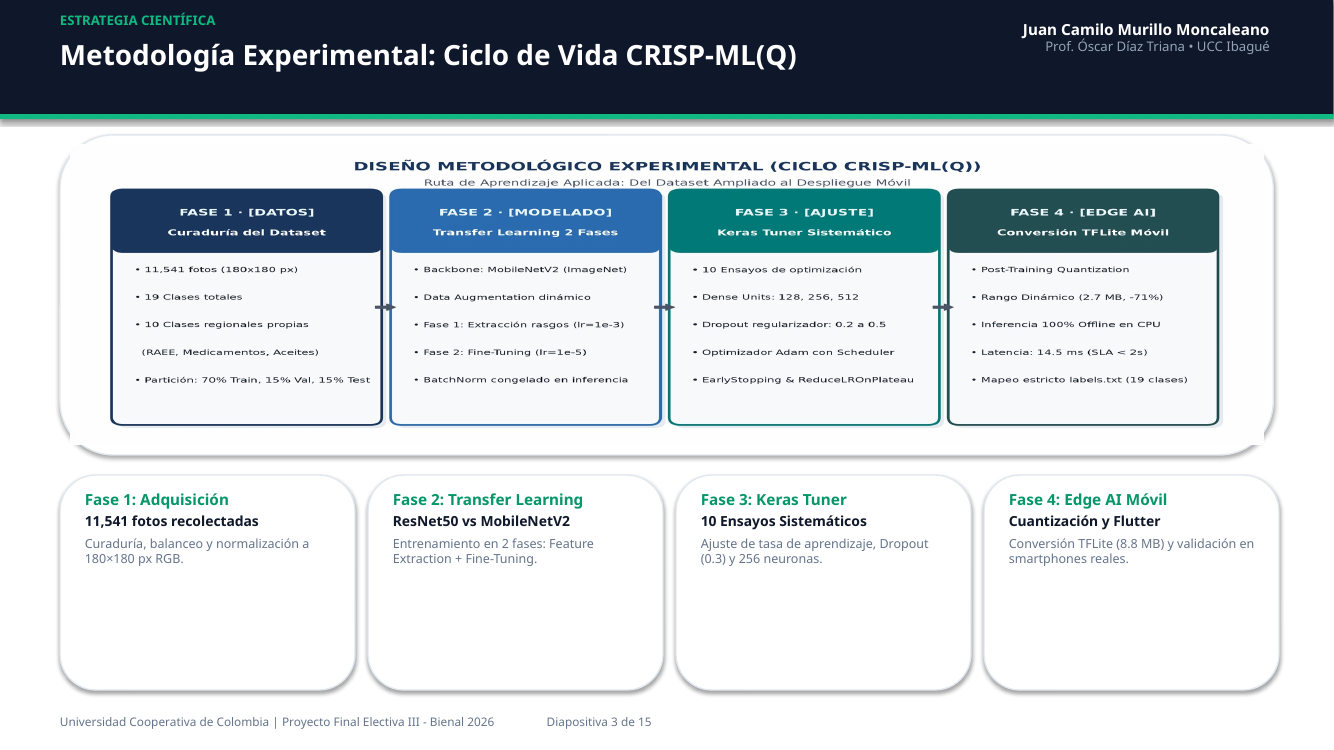 ESTRATEGIA CIENTÍFICA
Metodología Experimental: Ciclo de Vida CRISP-ML(Q)
Juan Camilo Murillo Moncaleano
Prof. Óscar Díaz Triana • UCC Ibagué
DISEÑO METODOLÓGICO EXPERIMENTAL (CICLO CRISP-ML(Q))
Ruta de Aprendizaje Aplicada: Del Dataset Ampliado al Despliegue Móvil
FASE 1 · [DATOS]
Curaduría del Dataset
• 11,541 fotos (180x180 px)
• 19 Clases totales
• 10 Clases regionales propias
(RAEE, Medicamentos, Aceites)
• Partición: 70% Train, 15% Val, 15% Test
FASE 2 · [MODELADO]
Transfer Learning 2 Fases
• Backbone: MobileNetV2 (ImageNet)
• Data Augmentation dinámico
• Fase 1: Extracción rasgos (lr=1e-3)
• Fase 2: Fine-Tuning (lr=1e-5)
• BatchNorm congelado en inferencia
FASE 3 · [AJUSTE]
Keras Tuner Sistemático
• 10 Ensayos de optimización
• Dense Units: 128, 256, 512
• Dropout regularizador: 0.2 a 0.5
• Optimizador Adam con Scheduler
• EarlyStopping & ReduceLROnPlateau
FASE 4 · [EDGE AI]
Conversión TFLite Móvil
• Post-Training Quantization
• Rango Dinámico (2.7 MB, -71%)
• Inferencia 100% Offline en CPU
• Latencia: 14.5 ms (SLA < 2s)
• Mapeo estricto labels.txt (19 clases)
Fase 1: Adquisición
11,541 fotos recolectadas
Curaduría, balanceo y normalización a
180×180 px RGB.
Fase 2: Transfer Learning
ResNet50 vs MobileNetV2
Entrenamiento en 2 fases: Feature
Extraction + Fine-Tuning.
Fase 3: Keras Tuner
10 Ensayos Sistemáticos
Ajuste de tasa de aprendizaje, Dropout
(0.3) y 256 neuronas.
Fase 4: Edge AI Móvil
Cuantización y Flutter
Conversión TFLite (8.8 MB) y validación en
smartphones reales.
Universidad Cooperativa de Colombia | Proyecto Final Electiva III - Bienal 2026
Diapositiva 3 de 15